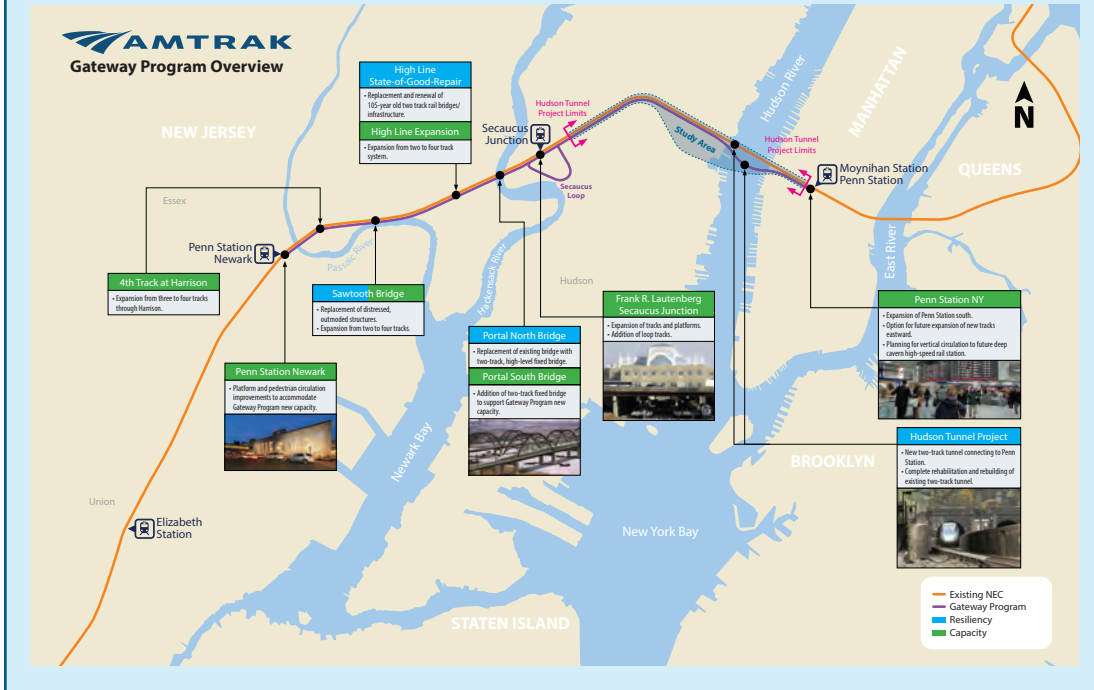 AMTRAK
Gateway Program Overview
NEW JERSEY
High Line
State-of-Good-Repair
• Replacement and renewal of
105-year old two track rail bridges/
infrastructure.
High Line Expansion
• Expansion from two to four track
system.
Secaucus
Junction
Hudson Tunnel
Project Limits
Secaucus
Loop
Study Area
Hudson River
MANHATTAN
Hudson Tunnel
Project Limits
N
Moynihan Station
Penn Station
QUEENS
Essex
Penn Station
Newark
Passaic River
Hackensack River
Hudson
East River
4th Track at Harrison
• Expansion from three to four tracks
through Harrison.
Sawtooth Bridge
• Replacement of distressed,
outmoded structures.
• Expansion from two to four tracks.
Portal North Bridge
• Replacement of existing bridge with
two-track, high-level fixed bridge.
Portal South Bridge
• Addition of two-track fixed bridge
to support Gateway Program new
capacity.
Frank R. Lautenberg
Secaucus Junction
• Expansion of tracks and platforms.
• Addition of loop tracks.
Penn Station NY
• Expansion of Penn Station south.
• Option for future expansion of new tracks
eastward.
• Planning for vertical circulation to future deep
cavern high-speed rail station.
Penn Station Newark
• Platform and pedestrian circulation
improvements to accommodate
Gateway Program new capacity.
Hudson Tunnel Project
• New two-track tunnel connecting to Penn
Station.
• Complete rehabilitation and rebuilding of
existing two-track tunnel.
Newark Bay
BROOKLYN
Union
Elizabeth
Station
New York Bay
STATEN ISLAND
Existing NEC
Gateway Program
Resiliency
Capacity